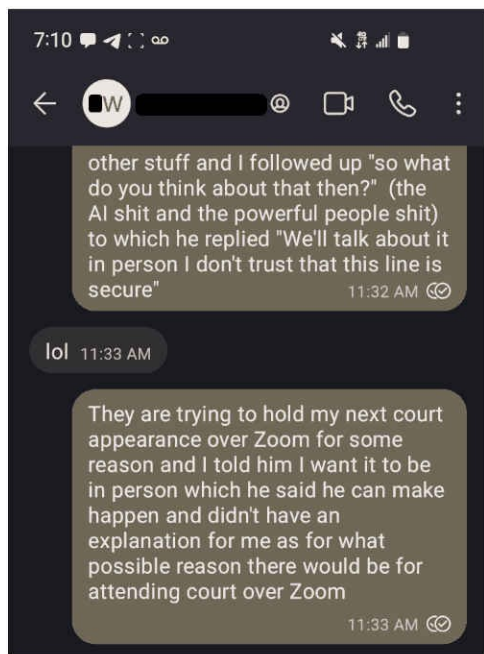 7:10
W
other stuff and I followed up "so what
do you think about that then?" (the
AI shit and the powerful people shit)
to which he replied "We'll talk about it
in person I don't trust that this line is
secure"
11:32 AM
lol 11:33 AM
They are trying to hold my next court
appearance over Zoom for some
reason and I told him I want it to be
in person which he said he can make
happen and didn't have an
explanation for me as for what
possible reason there would be for
attending court over Zoom
11:33 AM